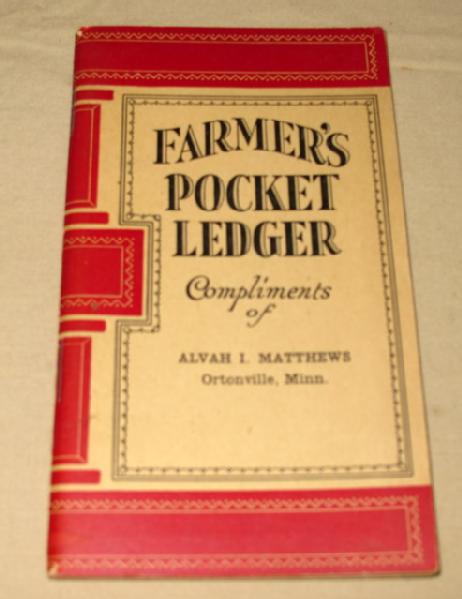 FARMER'S
POCKET
LEDGER
Compliments
of
ALVAH I. MATTHEWS
Ortonville, Minn.